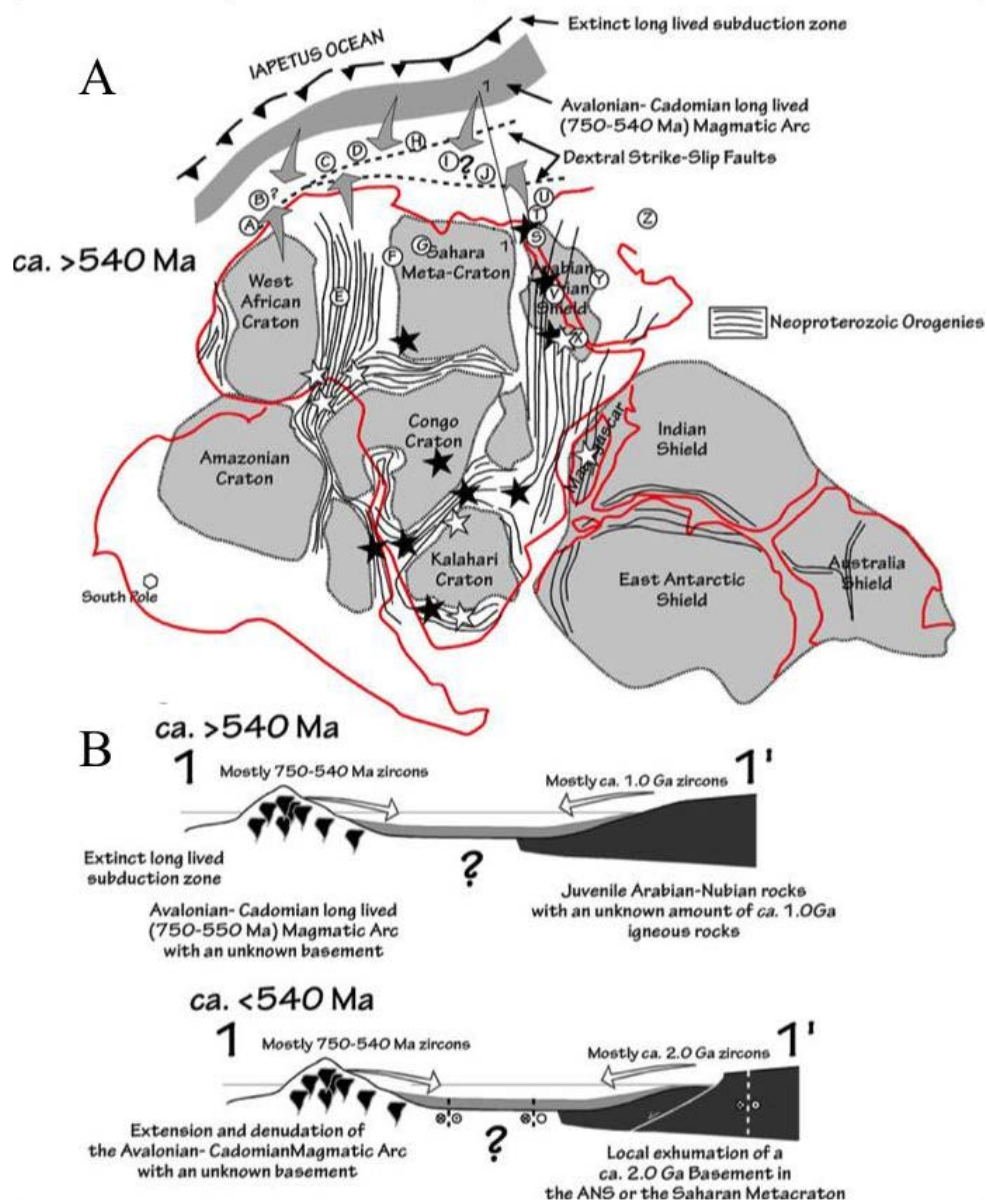 A
IAPETUS OCEAN
Extinct long lived subduction zone
1
Avalonian- Cadomian long lived
(750-540 Ma) Magmatic Arc
Dextral Strike-Slip Faults
H
D
C
I ?
J
B ?
A
U
T
S
Z
ca. >540 Ma
G
F
Sahara
Meta-Craton
1
West
African
Craton
E
Arabian
Shield
V
Y
X
Neoproterozoic Orogenies
Congo
Craton
Amazonian
Craton
Madagascar
Indian
Shield
Kalahari
Craton
East Antarctic
Shield
Australia
Shield
South Pole
B
ca. >540 Ma
1
1'
Mostly 750-540 Ma zircons
Mostly ca. 1.0 Ga zircons
Extinct long lived
subduction zone
?
Avalonian- Cadomian long lived
(750-550 Ma) Magmatic Arc
with an unknown basement
Juvenile Arabian-Nubian rocks
with an unknown amount of ca. 1.0Ga
igneous rocks
ca. <540 Ma
1
1'
Mostly 750-540 Ma zircons
Mostly ca. 2.0 Ga zircons
?
Extension and denudation of
the Avalonian- CadomianMagmatic Arc
with an unknown basement
Local exhumation of a
ca. 2.0 Ga Basement in
the ANS or the Saharan Metacraton